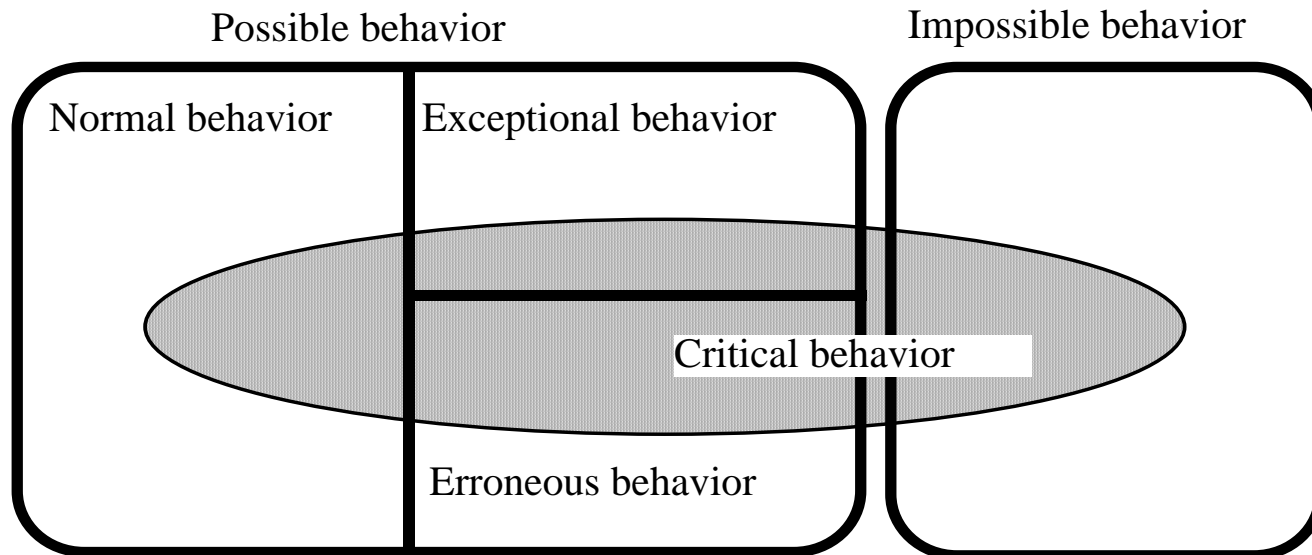 Possible behavior
Impossible behavior
Normal behavior
Exceptional behavior
Critical behavior
Erroneous behavior